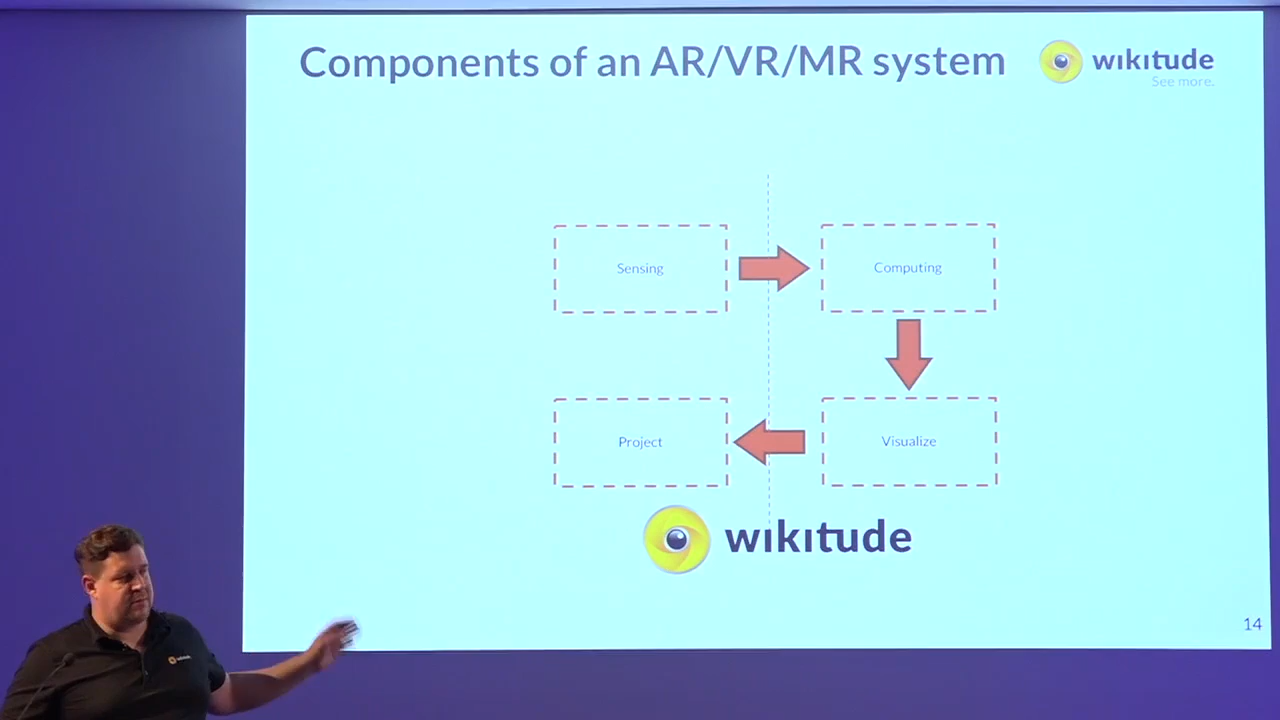 Components of an AR/VR/MR system
wikitude
See more.
Sensing
Computing
Project
Visualize
wikitude
14